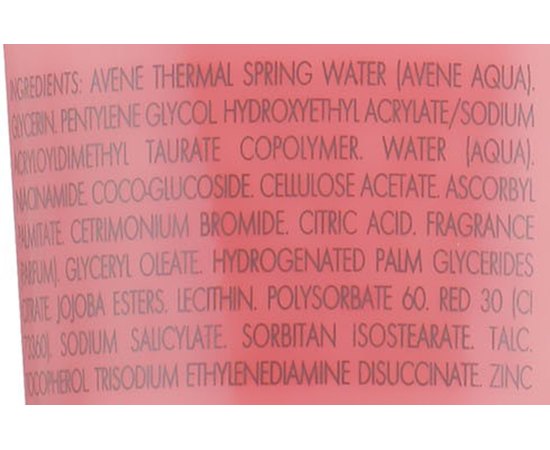 INGREDIENTS: AVENE THERMAL SPRING WATER (AVENE AQUA).
GLYCERIN. PENTYLENE GLYCOL HYDROXYETHYL ACRYLATE/SODIUM
ACRYLOYLDIMETHYL TAURATE COPOLYMER. WATER (AQUA).
NIACINAMIDE. COCO-GLUCOSIDE. CELLULOSE ACETATE. ASCORBYL
PALMITATE. CETRIMONIUM BROMIDE. CITRIC ACID. FRAGRANCE
(PARFUM). GLYCERYL OLEATE. HYDROGENATED PALM GLYCERIDES
CITRATE JOJOBA ESTERS. LECITHIN. POLYSORBATE 60. RED 30 (CI
73360). SODIUM SALICYLATE. SORBITAN ISOSTEARATE. TALC.
TOCOPHEROL TRISODIUM ETHYLENEDIAMINE DISUCCINATE. ZINC